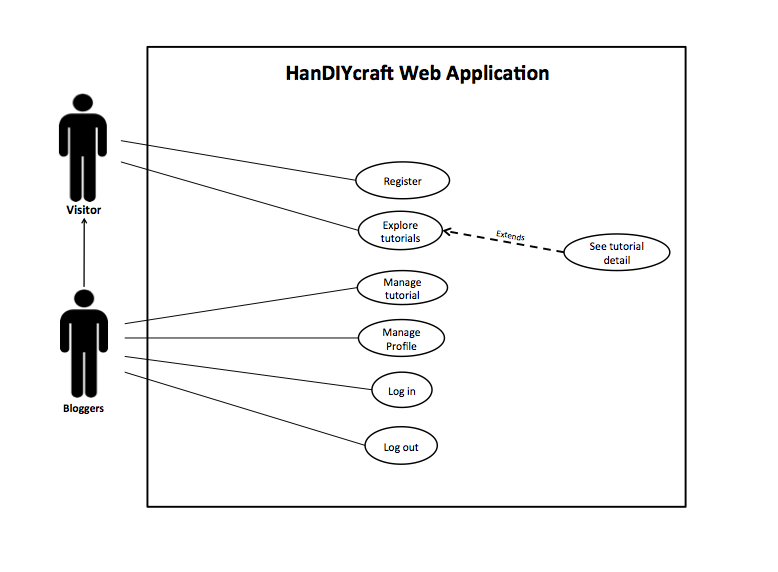 HanDIYcraft Web Application
Visitor
Register
Explore
tutorials
Extends
See tutorial
detail
Manage
tutorial
Manage
Profile
Bloggers
Log in
Log out